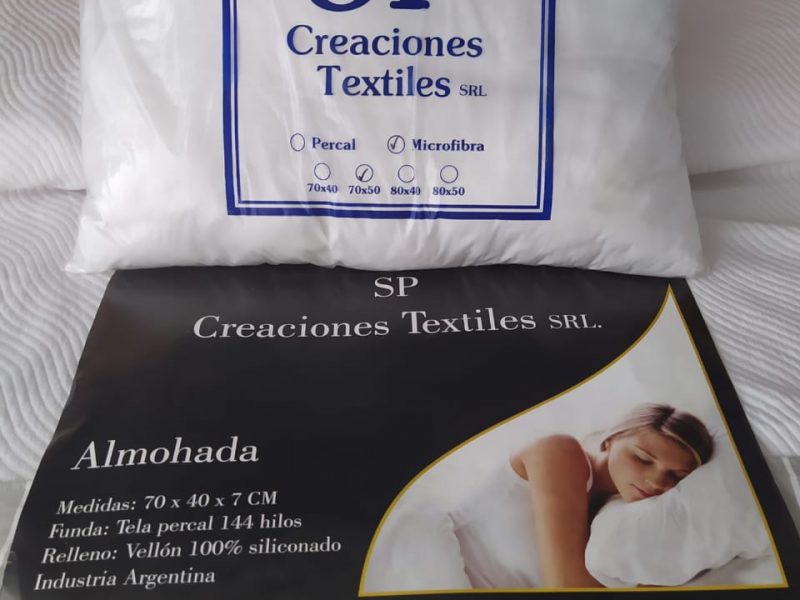 SP
Creaciones
Textiles SRL
Percal Microfibra
70x40 70x50 80x40 80x50
SP
Creaciones Textiles SRL.
Almohada
Medidas: 70 x 40 x 7 CM
Funda: Tela percal 144 hilos
Relleno: Vellón 100% siliconado
Industria Argentina